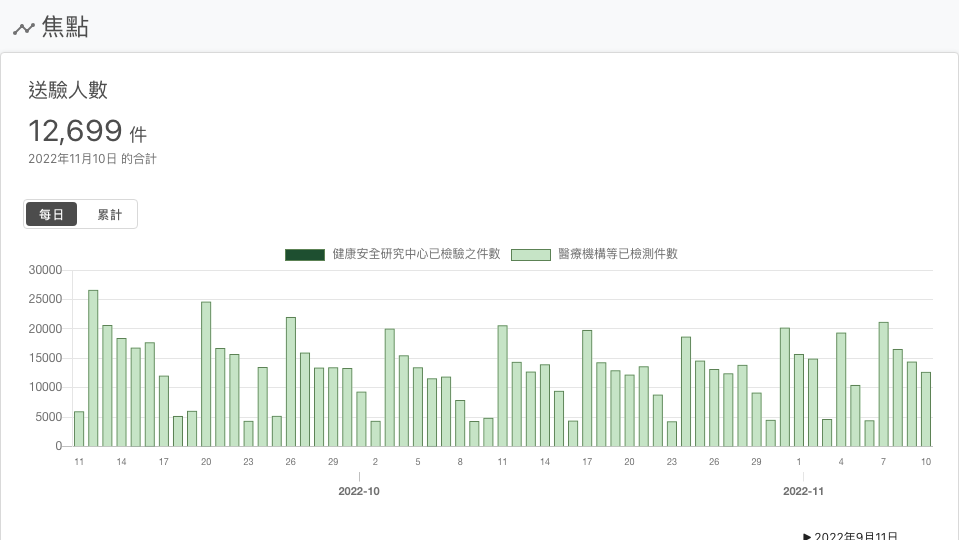 焦點
送驗人數
12,699 件
2022年11月10日 的合計
每日 累計
健康安全研究中心已檢驗之件數 醫療機構等已檢測件數
30000
25000
20000
15000
10000
5000
0
11 14 17 20 23 26 29 2 5 8 11 14 17 20 23 26 29 1 4 7 10
2022-10 2022-11
▶ 2022年9月11日